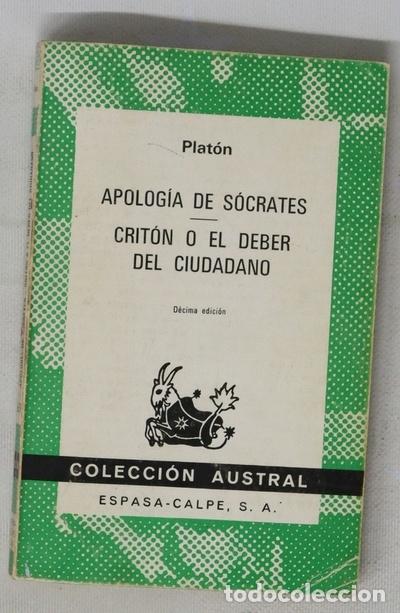 Platón
APOLOGÍA DE SÓCRATES
CRITÓN O EL DEBER
DEL CIUDADANO
Décima edición
COLECCIÓN AUSTRAL
ESPASA-CALPE, S. A.
todocoleccion